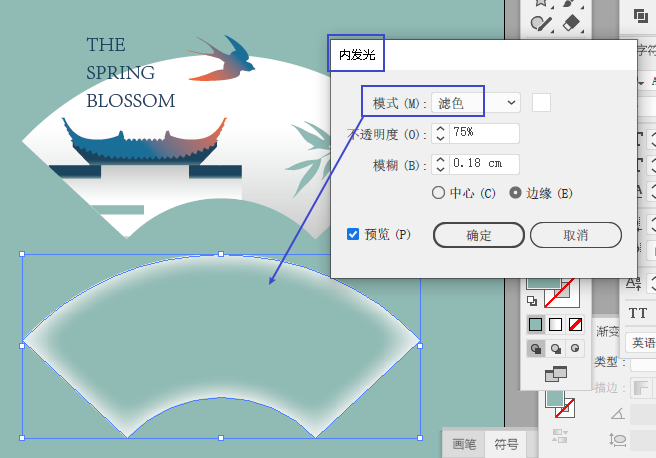 THE
SPRING
BLOSSOM
内发光
模式 (M): 滤色
不透明度 (O): 75%
模糊 (B): 0.18 cm
中心 (C) 边缘 (E)
预览 (P) 确定 取消
字符
TT
英语
渐变
类型:
描边:
画笔 符号